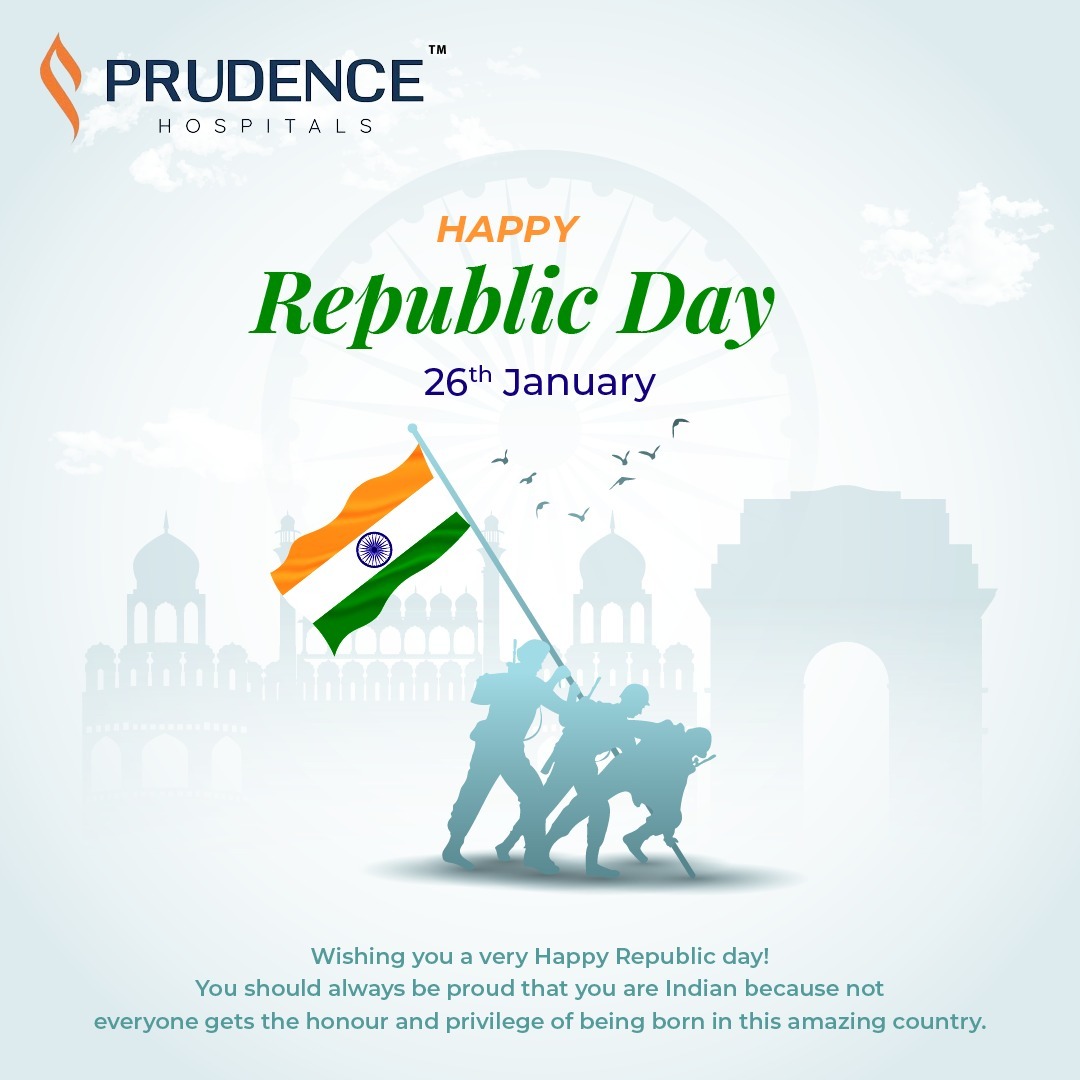 PRUDENCE™
HOSPITALS
HAPPY
Republic Day
26th January
Wishing you a very Happy Republic day!
You should always be proud that you are Indian because not
everyone gets the honour and privilege of being born in this amazing country.